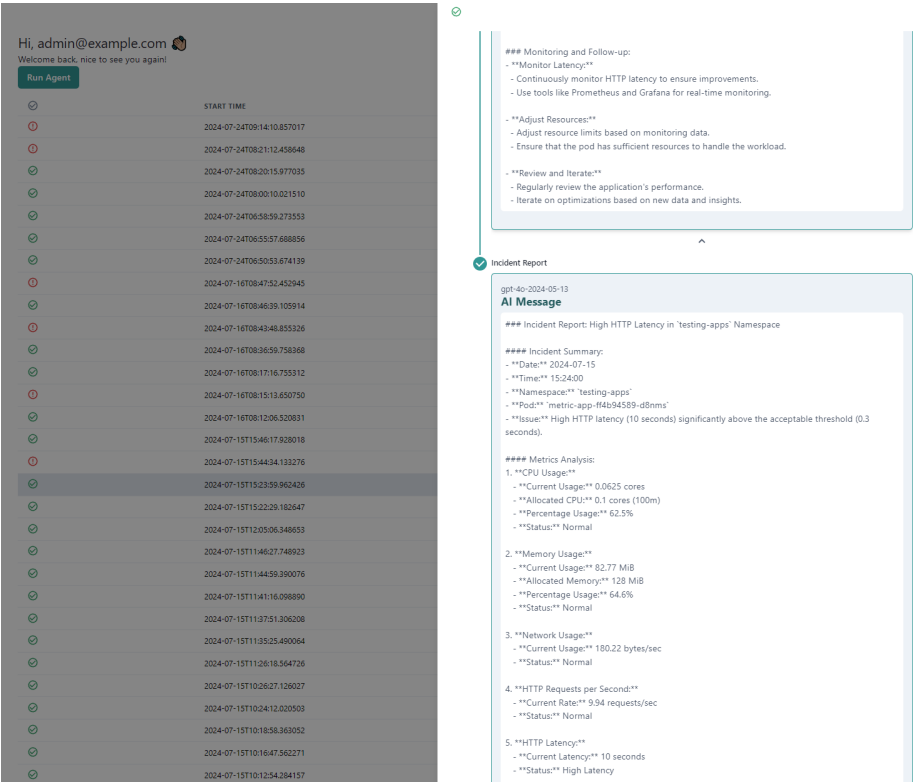 Hi, admin@example.com
Welcome back, nice to see you again!
Run Agent
START TIME
2024-07-24T09:14:10.857017
2024-07-24T08:21:12.458648
2024-07-24T08:20:15.977035
2024-07-24T08:00:10.021510
2024-07-24T06:58:59.273553
2024-07-24T06:55:57.688856
2024-07-24T06:50:53.674139
2024-07-16T08:47:52.452945
2024-07-16T08:46:39.105914
2024-07-16T08:43:48.855326
2024-07-16T08:36:59.758368
2024-07-16T08:17:16.755312
2024-07-16T08:15:13.650750
2024-07-16T08:12:06.520831
2024-07-15T15:46:17.928018
2024-07-15T15:44:34.133276
2024-07-15T15:23:59.962426
2024-07-15T15:22:29.182647
2024-07-15T12:05:06.348653
2024-07-15T11:46:27.748923
2024-07-15T11:44:59.390076
2024-07-15T11:41:16.098890
2024-07-15T11:37:51.306208
2024-07-15T11:35:25.490064
2024-07-15T11:26:18.564726
2024-07-15T10:26:27.126027
2024-07-15T10:24:12.020503
2024-07-15T10:18:58.363052
2024-07-15T10:16:47.562271
2024-07-15T10:12:54.284157
### Monitoring and Follow-up:
- **Monitor Latency:**
- Continuously monitor HTTP latency to ensure improvements.
- Use tools like Prometheus and Grafana for real-time monitoring.
- **Adjust Resources:**
- Adjust resource limits based on monitoring data.
- Ensure that the pod has sufficient resources to handle the workload.
- **Review and Iterate:**
- Regularly review the application's performance.
- Iterate on optimizations based on new data and insights.
Incident Report
gpt-4o-2024-05-13
AI Message
### Incident Report: High HTTP Latency in `testing-apps` Namespace
#### Incident Summary:
- **Date:** 2024-07-15
- **Time:** 15:24:00
- **Namespace:** `testing-apps`
- **Pod:** `metric-app-ff4b94589-d8nms`
- **Issue:** High HTTP latency (10 seconds) significantly above the acceptable threshold (0.3
seconds).
#### Metrics Analysis:
1. **CPU Usage:**
- **Current Usage:** 0.0625 cores
- **Allocated CPU:** 0.1 cores (100m)
- **Percentage Usage:** 62.5%
- **Status:** Normal
2. **Memory Usage:**
- **Current Usage:** 82.77 MiB
- **Allocated Memory:** 128 MiB
- **Percentage Usage:** 64.6%
- **Status:** Normal
3. **Network Usage:**
- **Current Usage:** 180.22 bytes/sec
- **Status:** Normal
4. **HTTP Requests per Second:**
- **Current Rate:** 9.94 requests/sec
- **Status:** Normal
5. **HTTP Latency:**
- **Current Latency:** 10 seconds
- **Status:** High Latency